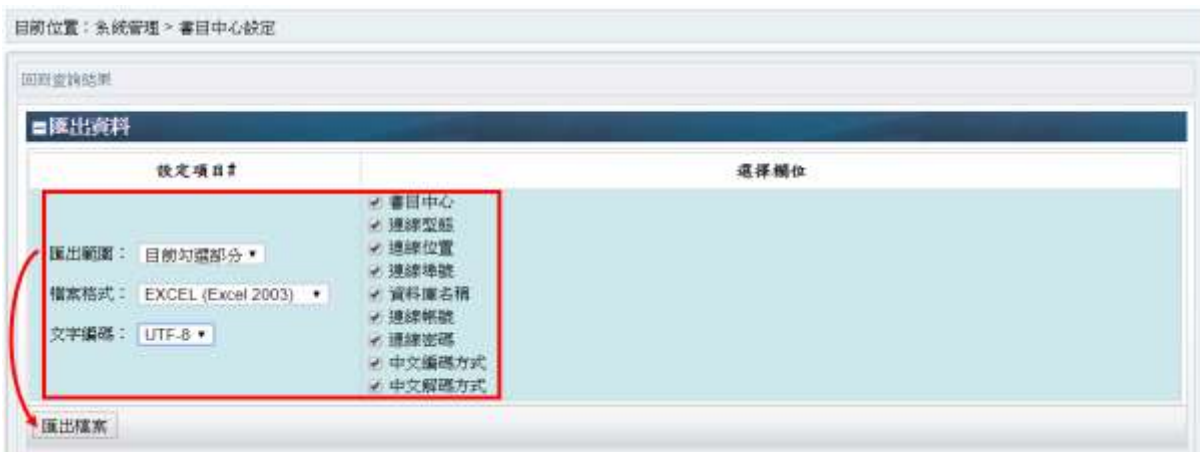 目前位置：系統管理 > 書目中心設定
回到查詢結果
匯出資料
設定項目 選擇欄位
匯出範圍： 目前勾選部分
檔案格式： EXCEL (Excel 2003)
文字編碼： UTF-8
書目中心
連線型態
連線位置
連線埠號
資料庫名稱
連線帳號
連線密碼
中文編碼方式
中文解碼方式
匯出檔案